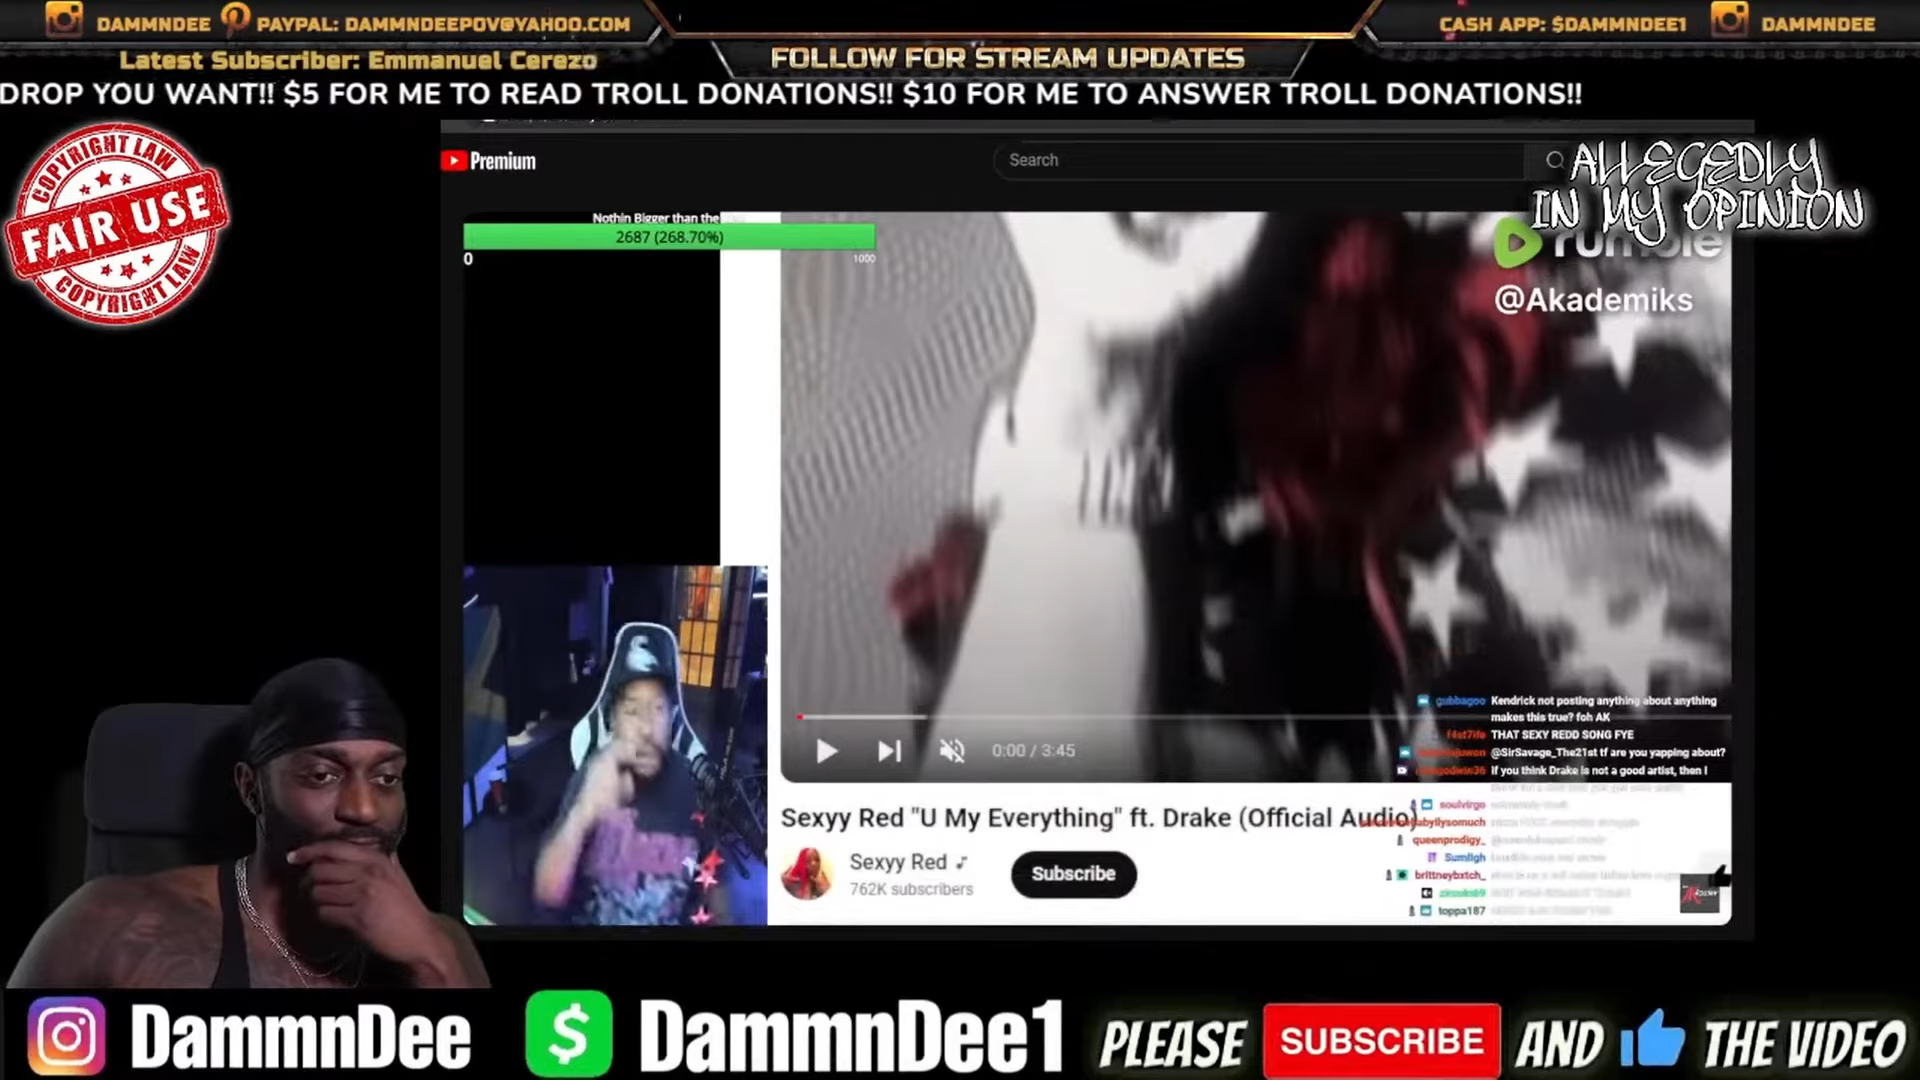 DAMMNDEE
PAYPAL: DAMMNDEEPOV@YAHOO.COM
CASH APP: $DAMMNDEE1
DAMMNDEE
Latest Subscriber: Emmanuel Cerezo
FOLLOW FOR STREAM UPDATES
DROP YOU WANT!! $5 FOR ME TO READ TROLL DONATIONS!! $10 FOR ME TO ANSWER TROLL DONATIONS!!
COPYRIGHT LAW
FAIR USE
COPYRIGHT LAW
Premium
Search
ALLEGEDLY
IN MY OPINION
Nothin Bigger than the
2687 (268.70%)
0
1000
rumble
@Akademiks
gubbagoo Kendrick not posting anything about anything
makes this true? foh AK
f4st7life THAT SEXY REDD SONG FYE
@SirSavage_The21st tf are you yapping about?
If you think Drake is not a good artist, then I
0:00 / 3:45
soulvirgo
Sexyy Red "U My Everything" ft. Drake (Official Audio)
queenprodigy_
Sexyy Red
762K subscribers
Subscribe
brittneybxtch_
toppa187
DammnDee
$
DammnDee1
PLEASE
SUBSCRIBE
AND
THE VIDEO